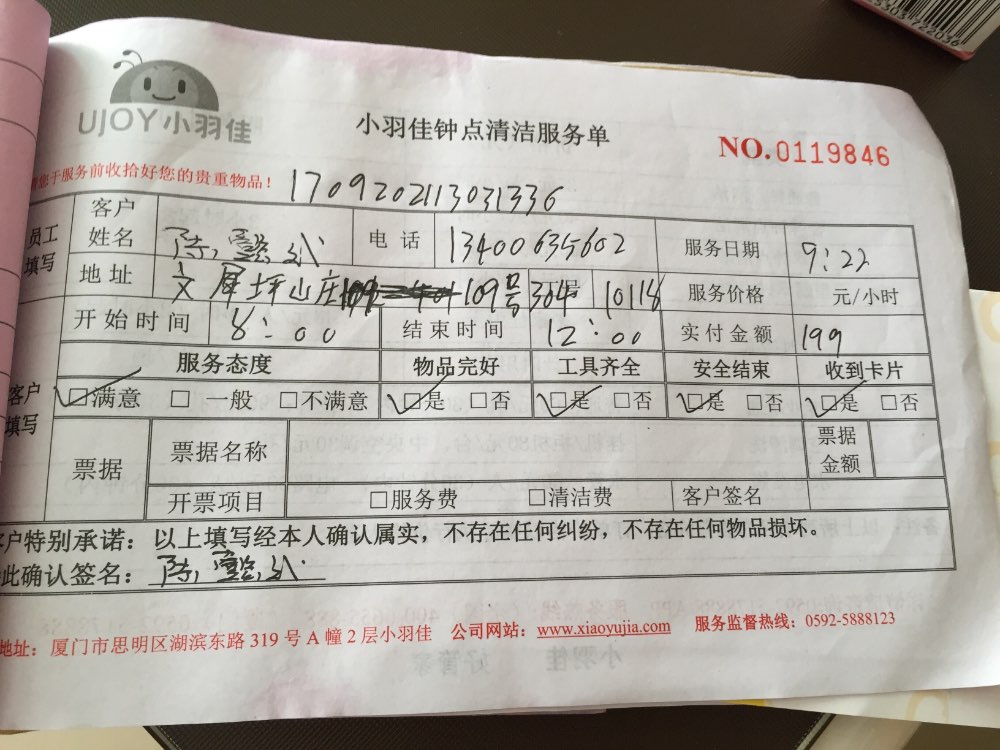 UJOY小羽佳
小羽佳钟点清洁服务单
NO.0119846
您于服务前收拾好您的贵重物品！
1709202113031336
员工填写
客户姓名 陈 电话 13400635602 服务日期 9:22
地址 文屏坪山庄 109号304 10118 服务价格 元/小时
开始时间 8:00 结束时间 12:00 实付金额 199
服务态度 物品完好 工具齐全 安全结束 收到卡片
客户填写
□满意 □一般 □不满意 □是 □否 □是 □否 □是 □否 □是 □否
票据 票据名称 票据金额
开票项目 □服务费 □清洁费 客户签名
客户特别承诺：以上填写经本人确认属实，不存在任何纠纷，不存在任何物品损坏。
此确认签名：陈
地址：厦门市思明区湖滨东路319号A幢2层小羽佳 公司网站：www.xiaoyujia.com 服务监督热线：0592-5888123